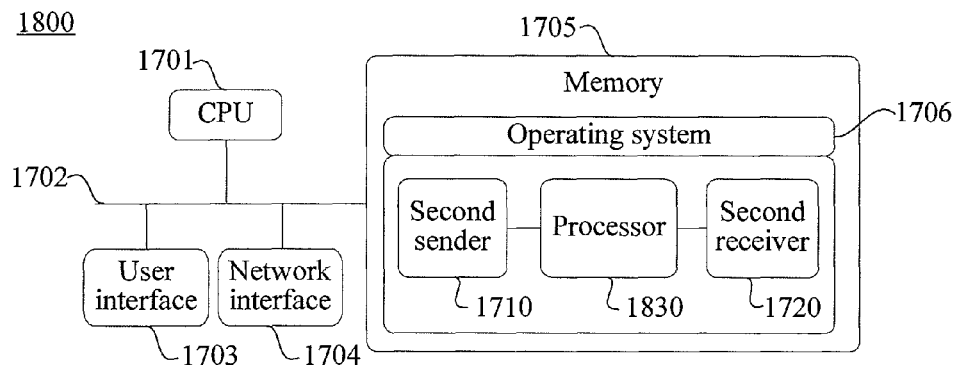 1800
1705
1701
Memory
1706
CPU
Operating system
1702
Second
sender
Processor
Second
receiver
User
interface
Network
interface
1710
1830
1720
1703
1704